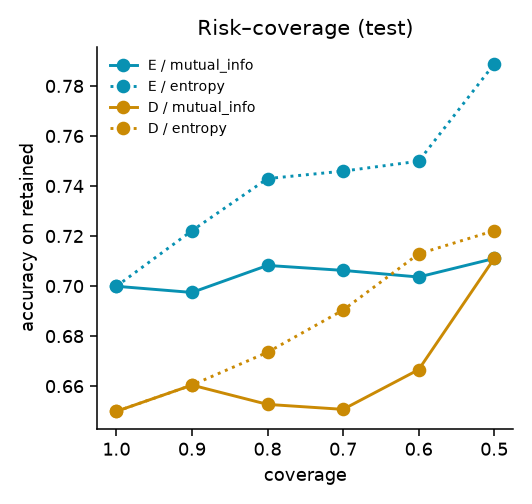 Risk–coverage (test)
E / mutual_info
E / entropy
D / mutual_info
D / entropy
accuracy on retained
0.78
0.76
0.74
0.72
0.70
0.68
0.66
1.0 0.9 0.8 0.7 0.6 0.5
coverage